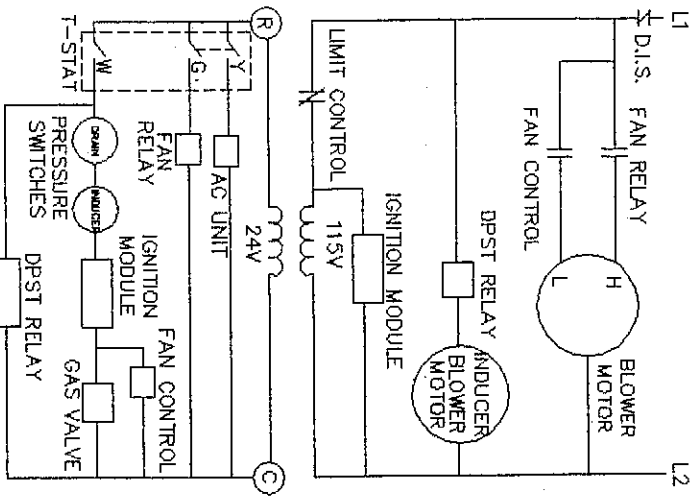 L1
L2
D.I.S.
FAN RELAY
FAN CONTROL
H
L
BLOWER
MOTOR
DPST RELAY
INDUCER
BLOWER
MOTOR
IGNITION MODULE
LIMIT CONTROL
115V
24V
R
C
Y
AC UNIT
G.
FAN
RELAY
T-STAT
W
DRAIN
INDUCER
PRESSURE
SWITCHES
IGNITION
MODULE
FAN CONTROL
GAS VALVE
DPST RELAY